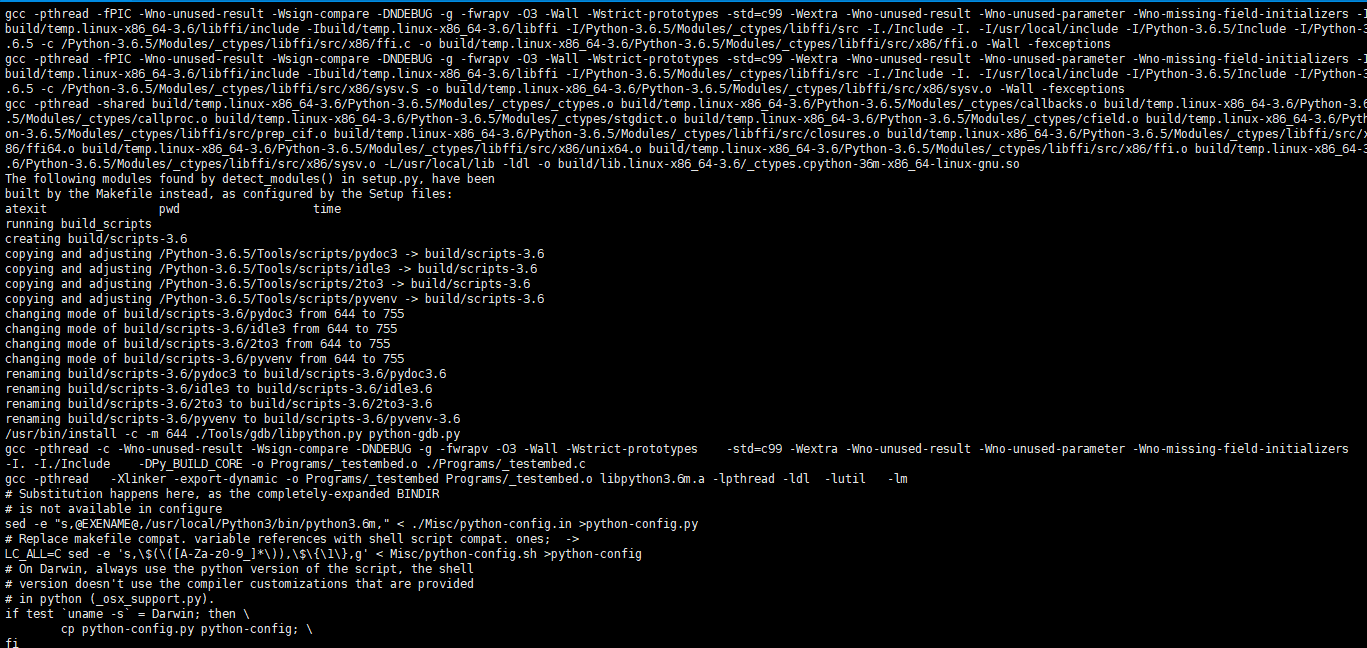 gcc -pthread -fPIC -Wno-unused-result -Wsign-compare -DNDEBUG -g -fwrapv -O3 -Wall -Wstrict-prototypes -std=c99 -Wextra -Wno-unused-result -Wno-unused-parameter -Wno-missing-field-initializers -I
build/temp.linux-x86_64-3.6/libffi/include -Ibuild/temp.linux-x86_64-3.6/libffi -I/Python-3.6.5/Modules/_ctypes/libffi/src -I./Include -I. -I/usr/local/include -I/Python-3.6.5/Include -I/Python-3
.6.5 -c /Python-3.6.5/Modules/_ctypes/libffi/src/x86/ffi.c -o build/temp.linux-x86_64-3.6/Python-3.6.5/Modules/_ctypes/libffi/src/x86/ffi.o -Wall -fexceptions
gcc -pthread -fPIC -Wno-unused-result -Wsign-compare -DNDEBUG -g -fwrapv -O3 -Wall -Wstrict-prototypes -std=c99 -Wextra -Wno-unused-result -Wno-unused-parameter -Wno-missing-field-initializers -I
build/temp.linux-x86_64-3.6/libffi/include -Ibuild/temp.linux-x86_64-3.6/libffi -I/Python-3.6.5/Modules/_ctypes/libffi/src -I./Include -I. -I/usr/local/include -I/Python-3.6.5/Include -I/Python-3
.6.5 -c /Python-3.6.5/Modules/_ctypes/libffi/src/x86/sysv.S -o build/temp.linux-x86_64-3.6/Python-3.6.5/Modules/_ctypes/libffi/src/x86/sysv.o -Wall -fexceptions
gcc -pthread -shared build/temp.linux-x86_64-3.6/Python-3.6.5/Modules/_ctypes/_ctypes.o build/temp.linux-x86_64-3.6/Python-3.6.5/Modules/_ctypes/callbacks.o build/temp.linux-x86_64-3.6/Python-3.6
.5/Modules/_ctypes/callproc.o build/temp.linux-x86_64-3.6/Python-3.6.5/Modules/_ctypes/stgdict.o build/temp.linux-x86_64-3.6/Python-3.6.5/Modules/_ctypes/cfield.o build/temp.linux-x86_64-3.6/Pyth
on-3.6.5/Modules/_ctypes/libffi/src/prep_cif.o build/temp.linux-x86_64-3.6/Python-3.6.5/Modules/_ctypes/libffi/src/closures.o build/temp.linux-x86_64-3.6/Python-3.6.5/Modules/_ctypes/libffi/src/x
86/ffi64.o build/temp.linux-x86_64-3.6/Python-3.6.5/Modules/_ctypes/libffi/src/x86/unix64.o build/temp.linux-x86_64-3.6/Python-3.6.5/Modules/_ctypes/libffi/src/x86/ffi.o build/temp.linux-x86_64-3
.6/Python-3.6.5/Modules/_ctypes/libffi/src/x86/sysv.o -L/usr/local/lib -ldl -o build/lib.linux-x86_64-3.6/_ctypes.cpython-36m-x86_64-linux-gnu.so
The following modules found by detect_modules() in setup.py, have been
built by the Makefile instead, as configured by the Setup files:
atexit                pwd                   time
running build_scripts
creating build/scripts-3.6
copying and adjusting /Python-3.6.5/Tools/scripts/pydoc3 -> build/scripts-3.6
copying and adjusting /Python-3.6.5/Tools/scripts/idle3 -> build/scripts-3.6
copying and adjusting /Python-3.6.5/Tools/scripts/2to3 -> build/scripts-3.6
copying and adjusting /Python-3.6.5/Tools/scripts/pyvenv -> build/scripts-3.6
changing mode of build/scripts-3.6/pydoc3 from 644 to 755
changing mode of build/scripts-3.6/idle3 from 644 to 755
changing mode of build/scripts-3.6/2to3 from 644 to 755
changing mode of build/scripts-3.6/pyvenv from 644 to 755
renaming build/scripts-3.6/pydoc3 to build/scripts-3.6/pydoc3.6
renaming build/scripts-3.6/idle3 to build/scripts-3.6/idle3.6
renaming build/scripts-3.6/2to3 to build/scripts-3.6/2to3-3.6
renaming build/scripts-3.6/pyvenv to build/scripts-3.6/pyvenv-3.6
/usr/bin/install -c -m 644 ./Tools/gdb/libpython.py python-gdb.py
gcc -pthread -c -Wno-unused-result -Wsign-compare -DNDEBUG -g -fwrapv -O3 -Wall -Wstrict-prototypes    -std=c99 -Wextra -Wno-unused-result -Wno-unused-parameter -Wno-missing-field-initializers
-I. -I./Include    -DPy_BUILD_CORE -o Programs/_testembed.o ./Programs/_testembed.c
gcc -pthread   -Xlinker -export-dynamic -o Programs/_testembed Programs/_testembed.o libpython3.6m.a -lpthread -ldl  -lutil   -lm
# Substitution happens here, as the completely-expanded BINDIR
# is not available in configure
sed -e "s,@EXENAME@,/usr/local/Python3/bin/python3.6m," < ./Misc/python-config.in >python-config.py
# Replace makefile compat. variable references with shell script compat. ones;  ->
LC_ALL=C sed -e 's,\$(\([A-Za-z0-9_]*\)),\$\{\1\},g' < Misc/python-config.sh >python-config
# On Darwin, always use the python version of the script, the shell
# version doesn't use the compiler customizations that are provided
# in python (_osx_support.py).
if test `uname -s` = Darwin; then \
        cp python-config.py python-config; \
fi